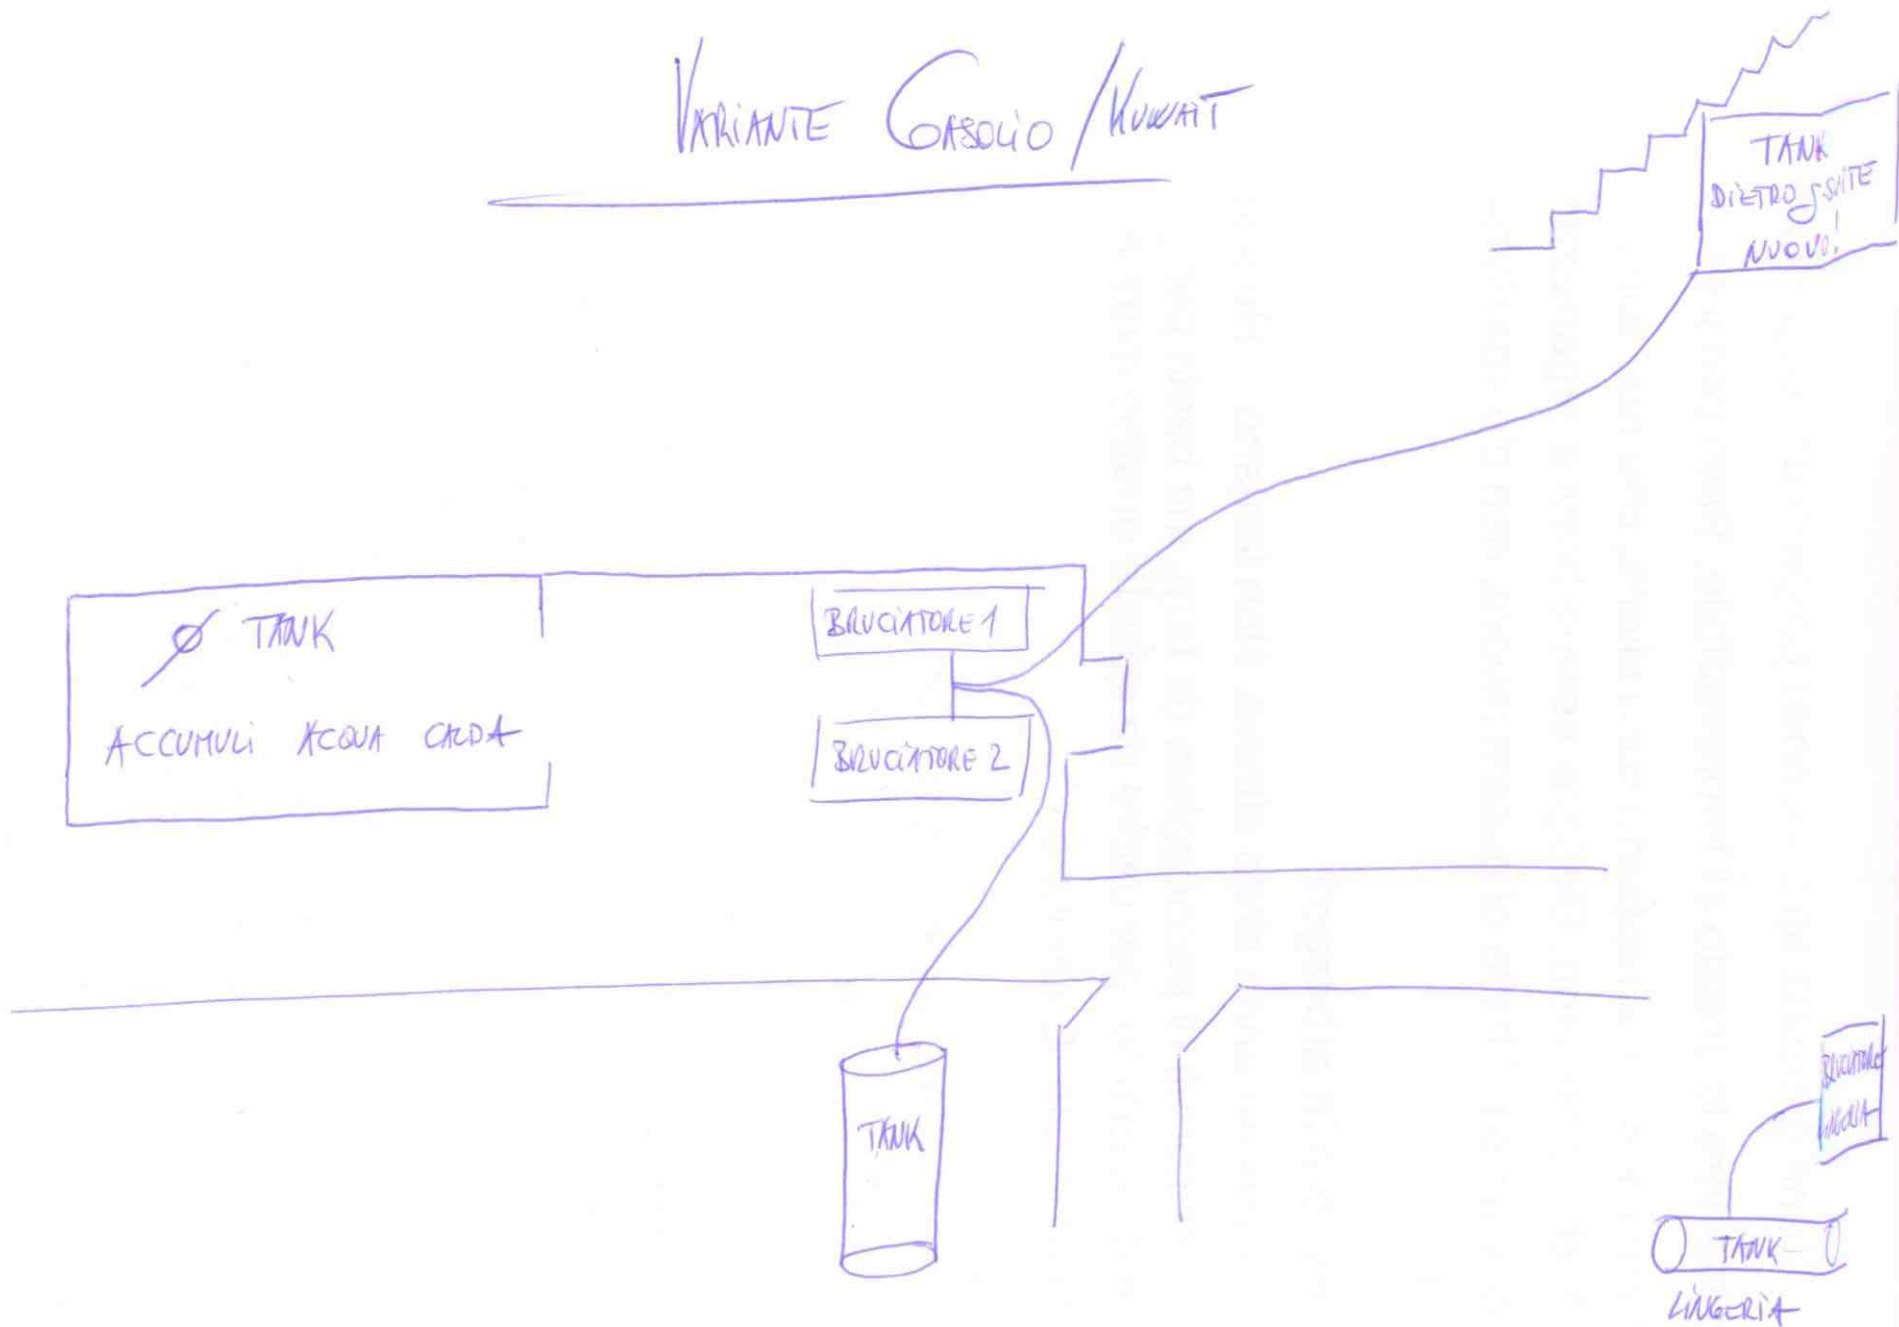 VARIANTE GASOLIO / KUWAIT
TANK
DIETRO SUITE
NUOVO!
Ø TANK
ACCUMULI ACQUA CALDA
BRUCIATORE 1
BRUCIATORE 2
TANK
BRUCIATORE
ACQUA
TANK
LINGERIA